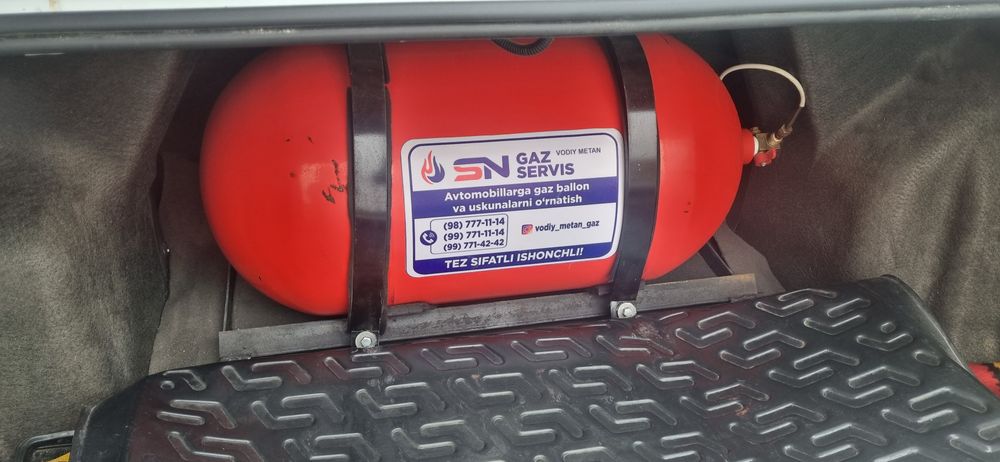 SN GAZ SERVIS VODIY METAN
Avtomobillarga gaz ballon
va uskunalarni o‘rnatish
(98) 777-11-14
(99) 771-11-14
(99) 771-42-42
vodiy_metan_gaz
TEZ SIFATLI ISHONCHLI!